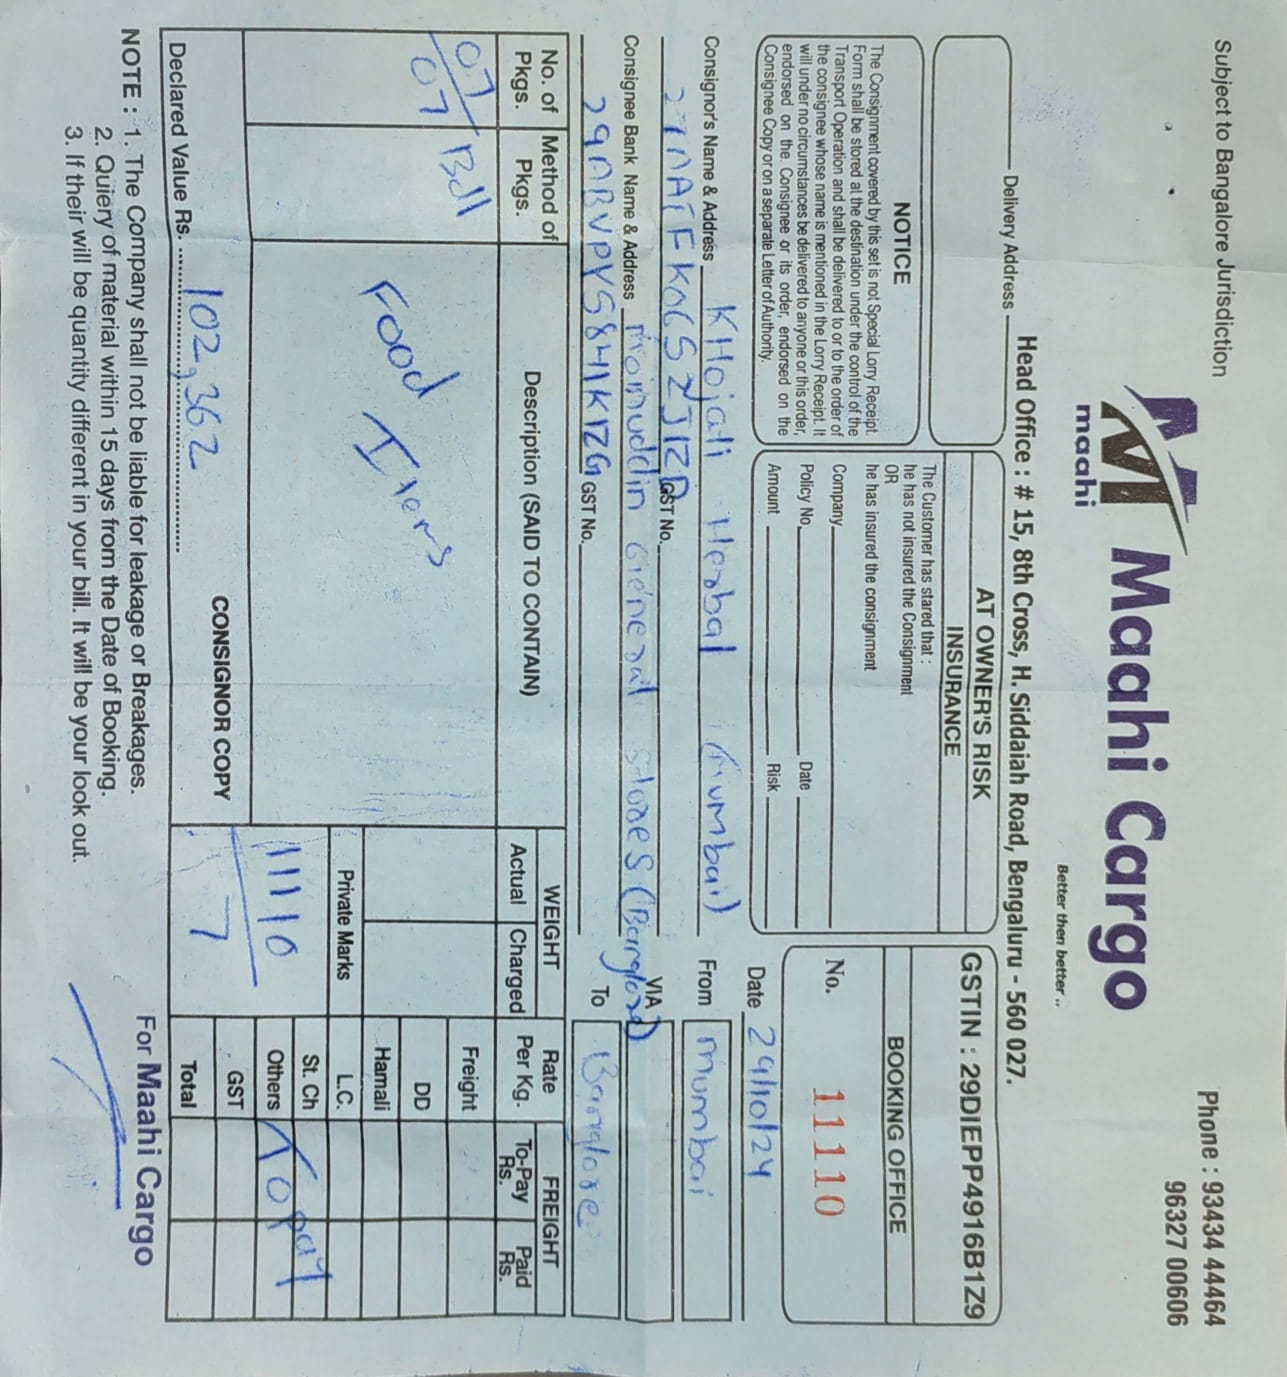 Subject to Bangalore Jurisdiction
Phone : 93434 44464
96327 00606
maahi
Maahi Cargo
Better then better ..
Head Office : # 15, 8th Cross, H. Siddaiah Road, Bengaluru - 560 027.
Delivery Address
AT OWNER'S RISK
INSURANCE
The Customer has stared that :
he has not insured the Consignment
OR
he has insured the consignment
Company
Policy No. Date
Amount Risk
GSTIN : 29DIEPP4916B1Z9
BOOKING OFFICE
No. 11110
NOTICE
The Consignment covered by this set is not Special Lorry Receipt.
Form shall be stored at the destination under the control of the
Transport Operation and shall be delivered to or to the order of
the consignee whose name is mentioned in the Lorry Receipt. It
will under no circumstances be delivered to anyone or this order,
endorsed on the Consignee or its order, endorsed on the
Consignee Copy or on a separate Letter of Authority.
Date 29/10/24
Consignor's Name & Address KHojati Herbal (mumbai)
From mumbai
GST No.
VIA
Consignee Bank Name & Address General Stores (Banglore)
29ABVPY5841K1ZG GST No.
To Banglore
No. of Pkgs.
Method of Pkgs.
Description (SAID TO CONTAIN)
WEIGHT
Actual
Charged
Rate Per Kg.
FREIGHT
To-Pay Rs.
Paid Rs.
07/07
Food Items
Freight
DD
Hamali
Private Marks
L.C.
11110
7
St. Ch
Others
GST
Total
Topay
CONSIGNOR COPY
Declared Value Rs. 102,362
NOTE : 1. The Company shall not be liable for leakage or Breakages.
2. Quiery of material within 15 days from the Date of Booking.
3. If their will be quantity different in your bill. It will be your look out.
For Maahi Cargo